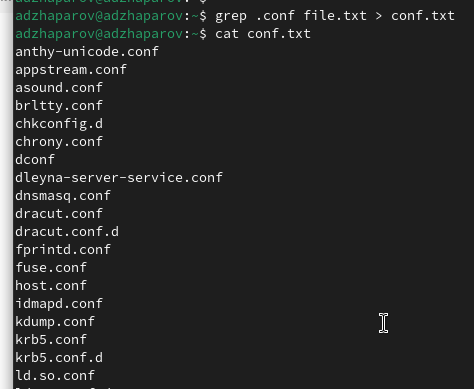 adzhaparov@adzhaparov:~$ grep .conf file.txt > conf.txt
adzhaparov@adzhaparov:~$ cat conf.txt
anthy-unicode.conf
appstream.conf
asound.conf
brltty.conf
chkconfig.d
chrony.conf
dconf
dleyna-server-service.conf
dnsmasq.conf
dracut.conf
dracut.conf.d
fprintd.conf
fuse.conf
host.conf
idmapd.conf
kdump.conf
krb5.conf
krb5.conf.d
ld.so.conf